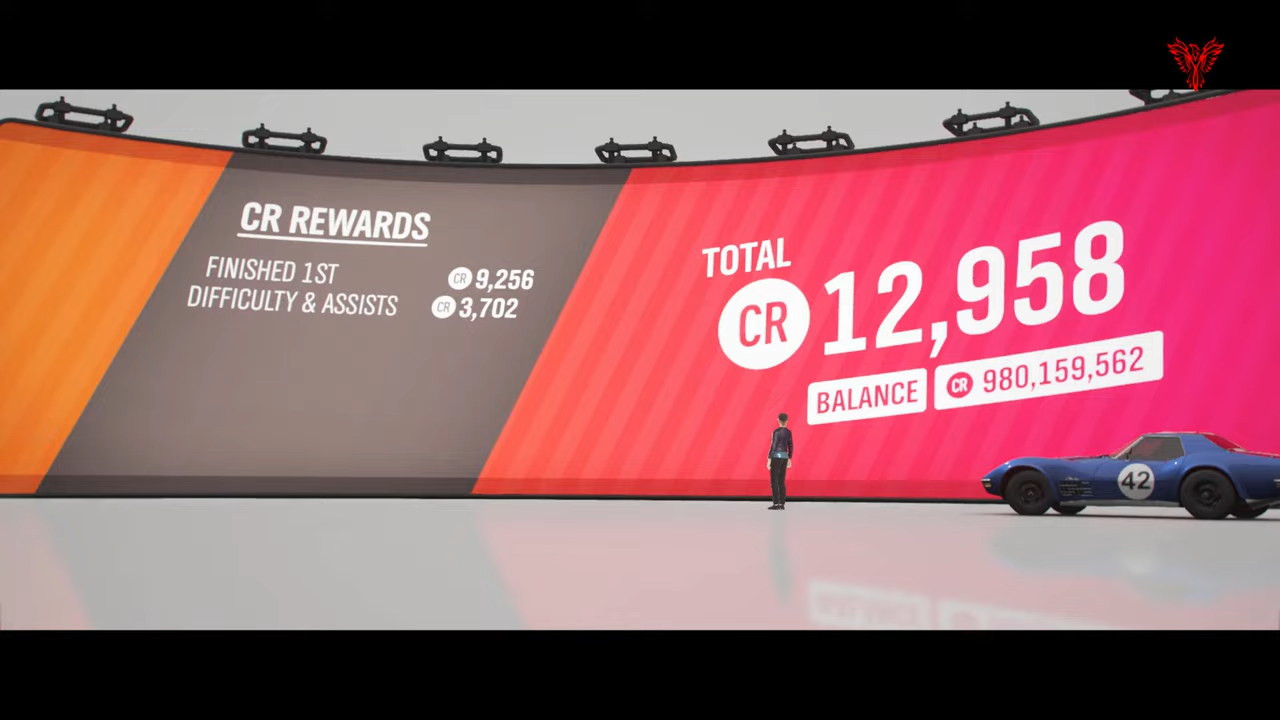 CR REWARDS
FINISHED 1ST CR 9,256
DIFFICULTY & ASSISTS CR 3,702
TOTAL
CR 12,958
BALANCE CR 980,159,562
42